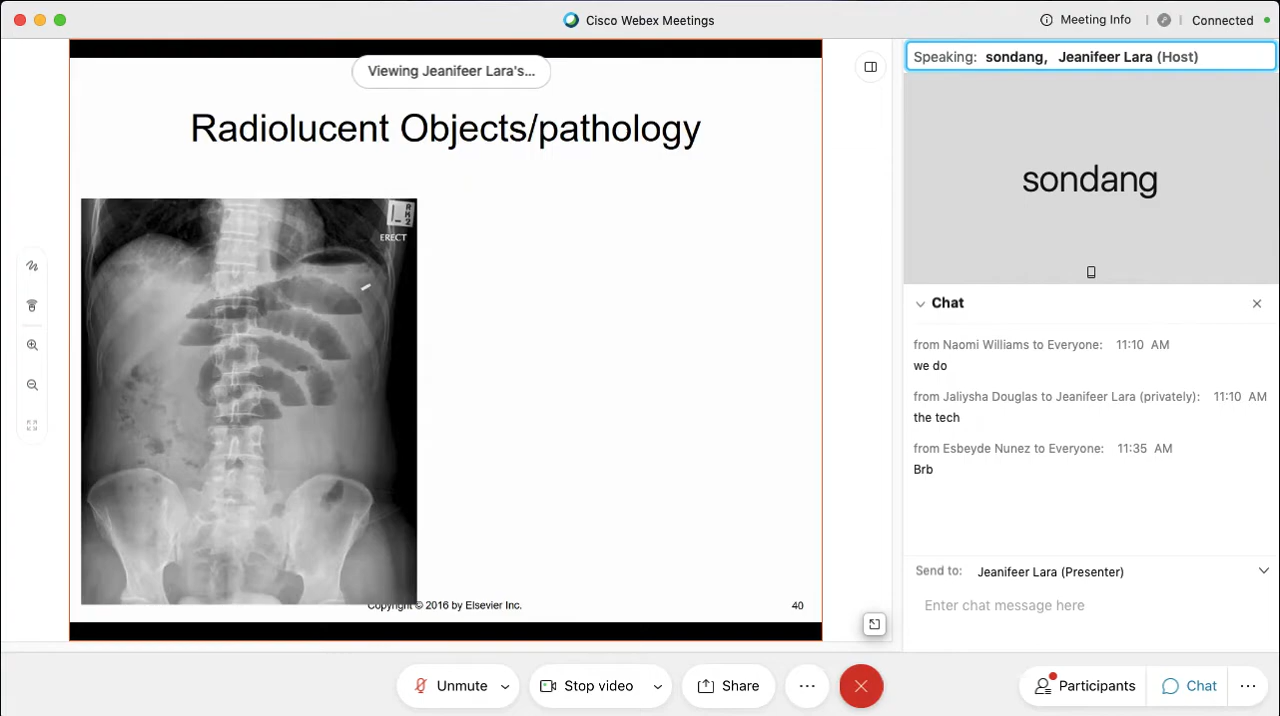 Cisco Webex Meetings
Meeting Info
Connected
Viewing Jeanifeer Lara's...
Radiolucent Objects/pathology
L
ERECT
Copyright © 2016 by Elsevier Inc.
40
Speaking: sondang, Jeanifeer Lara (Host)
sondang
Chat
from Naomi Williams to Everyone: 11:10 AM
we do
from Jaliysha Douglas to Jeanifeer Lara (privately): 11:10 AM
the tech
from Esbeyde Nunez to Everyone: 11:35 AM
Brb
Send to: Jeanifeer Lara (Presenter)
Enter chat message here
Unmute
Stop video
Share
Participants
Chat